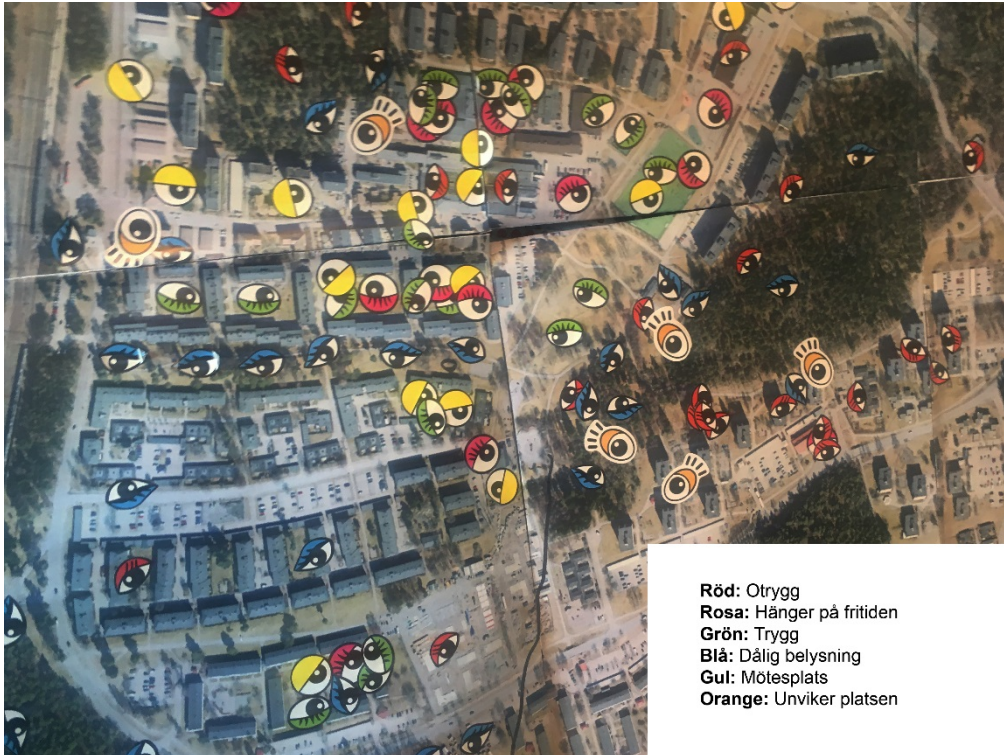 Röd: Otrygg
Rosa: Hänger på fritiden
Grön: Trygg
Blå: Dålig belysning
Gul: Mötesplats
Orange: Unviker platsen